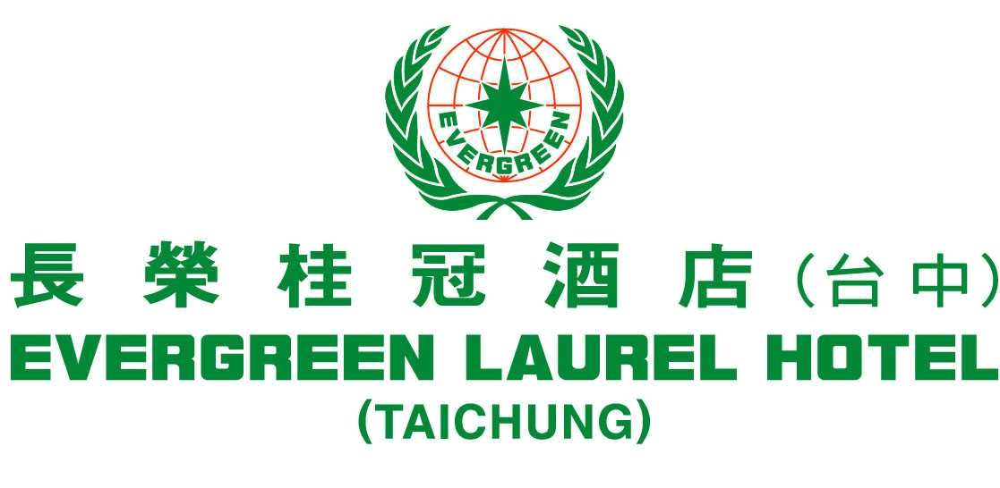 EVERGREEN
長榮桂冠酒店（台中）
EVERGREEN LAUREL HOTEL
(TAICHUNG)